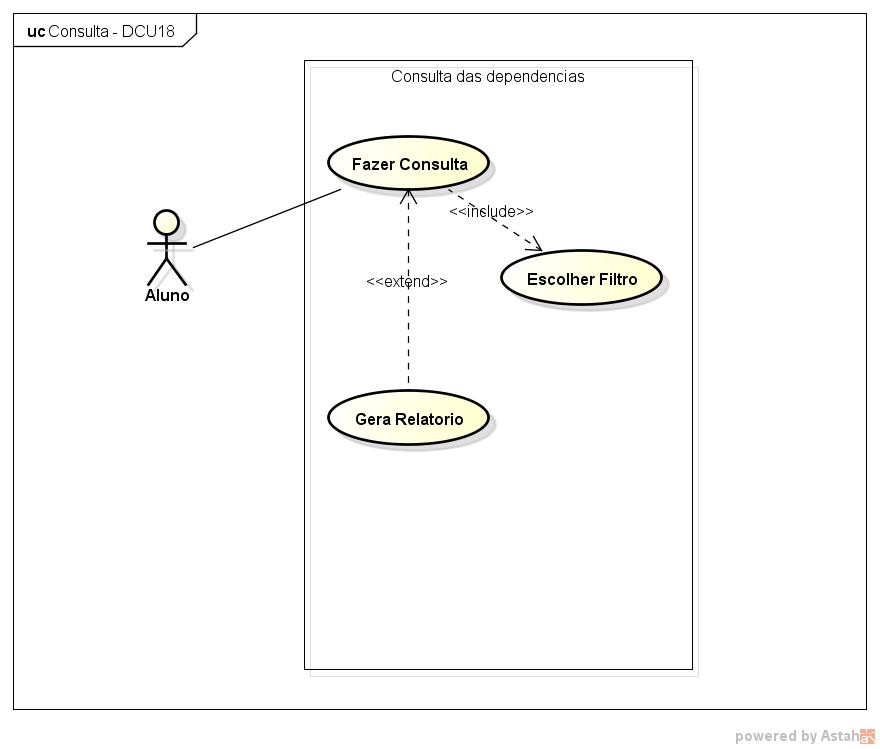 uc Consulta - DCU18
Consulta das dependencias
Fazer Consulta
<<include>>
Escolher Filtro
<<extend>>
Aluno
Gera Relatorio
powered by Astah